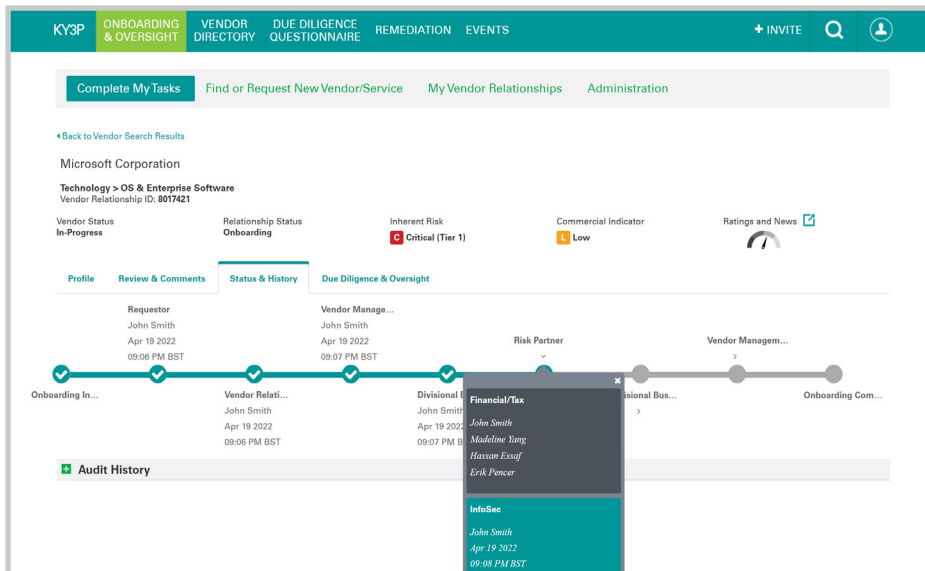 KY3P
ONBOARDING & OVERSIGHT
VENDOR DIRECTORY
DUE DILIGENCE QUESTIONNAIRE
REMEDIATION
EVENTS
+ INVITE
Complete My Tasks
Find or Request New Vendor/Service
My Vendor Relationships
Administration
Back to Vendor Search Results
Microsoft Corporation
Technology > OS & Enterprise Software
Vendor Relationship ID: 8017421
Vendor Status
In-Progress
Relationship Status
Onboarding
Inherent Risk
C Critical (Tier 1)
Commercial Indicator
L Low
Ratings and News
Profile
Review & Comments
Status & History
Due Diligence & Oversight
Requestor
John Smith
Apr 19 2022
09:06 PM BST
Vendor Manage...
John Smith
Apr 19 2022
09:07 PM BST
Risk Partner
Vendor Managem...
Onboarding In...
Vendor Relati...
John Smith
Apr 19 2022
09:06 PM BST
Divisional
John Smith
Apr 19 2022
09:07 PM
isional Bus...
Onboarding Com...
Financial/Tax
John Smith
Madeline Yang
Hassan Essaf
Erik Pencer
InfoSec
John Smith
Apr 19 2022
09:08 PM BST
Audit History